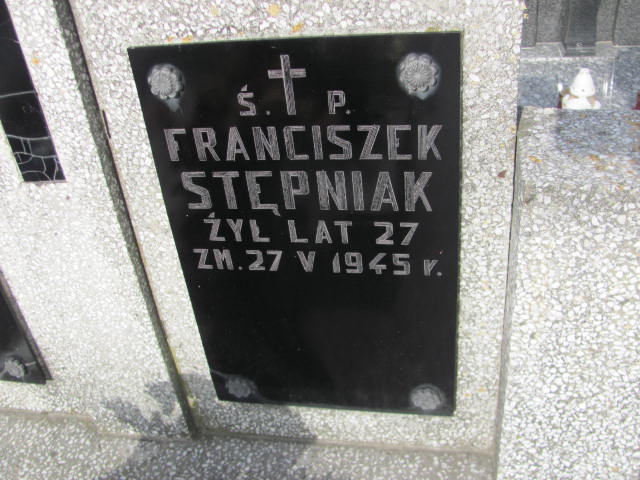 Ś. P.
FRANCISZEK
STĘPNIAK
ŻYŁ LAT 27
ZM. 27 V 1945 r.